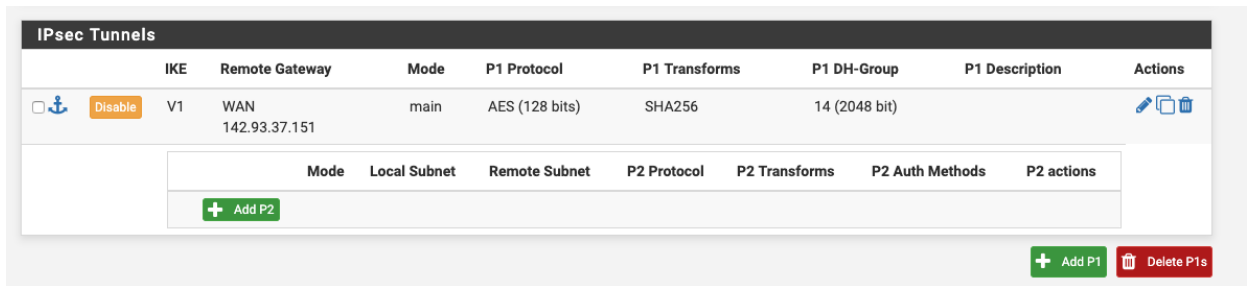 IPsec Tunnels
IKE Remote Gateway Mode P1 Protocol P1 Transforms P1 DH-Group P1 Description Actions
Disable V1 WAN main AES (128 bits) SHA256 14 (2048 bit)
142.93.37.151
Mode Local Subnet Remote Subnet P2 Protocol P2 Transforms P2 Auth Methods P2 actions
Add P2
Add P1 Delete P1s